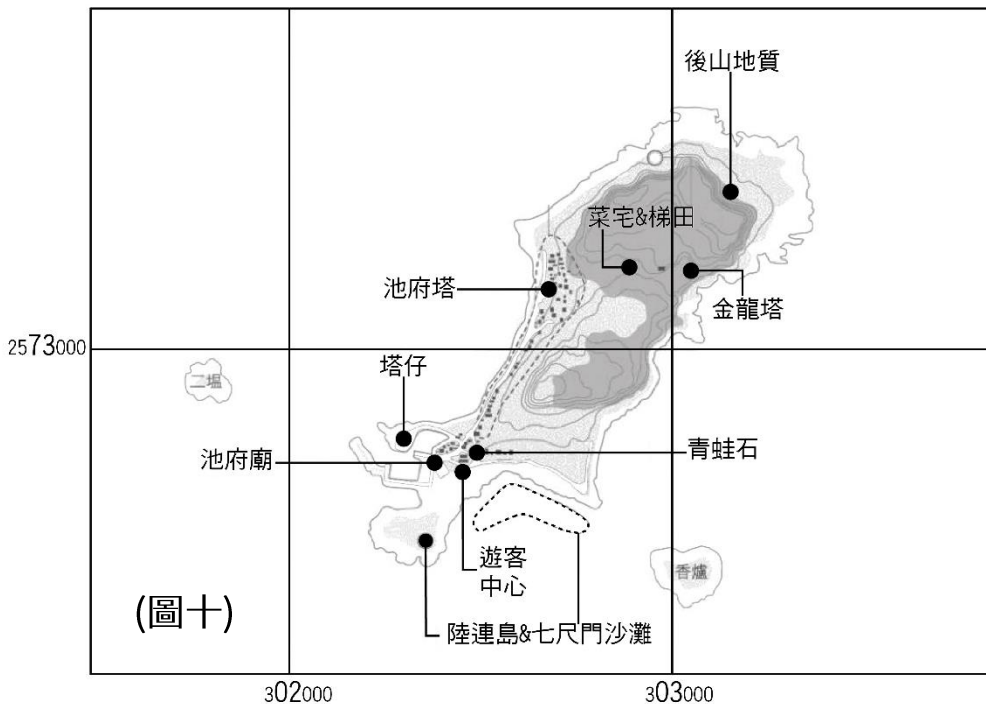 後山地質
菜宅&梯田
池府塔
金龍塔
2573000
塔仔
二塭
池府廟
青蛙石
遊客
中心
香爐
(圖十)
陸連島&七尺門沙灘
302000
303000